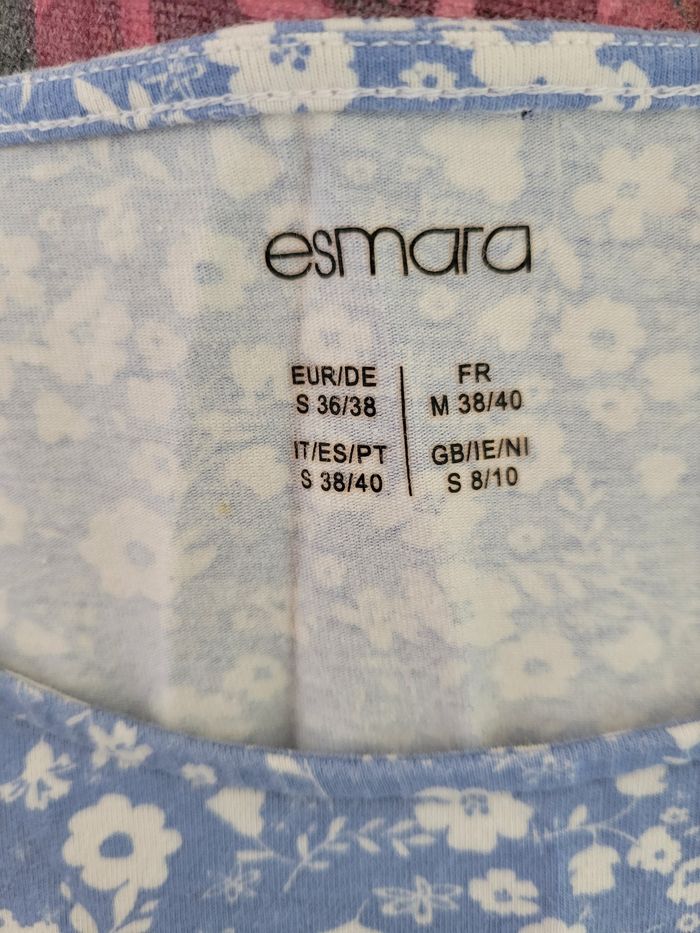 esmara
EUR/DE
S 36/38
FR
M 38/40
IT/ES/PT
S 38/40
GB/IE/NI
S 8/10